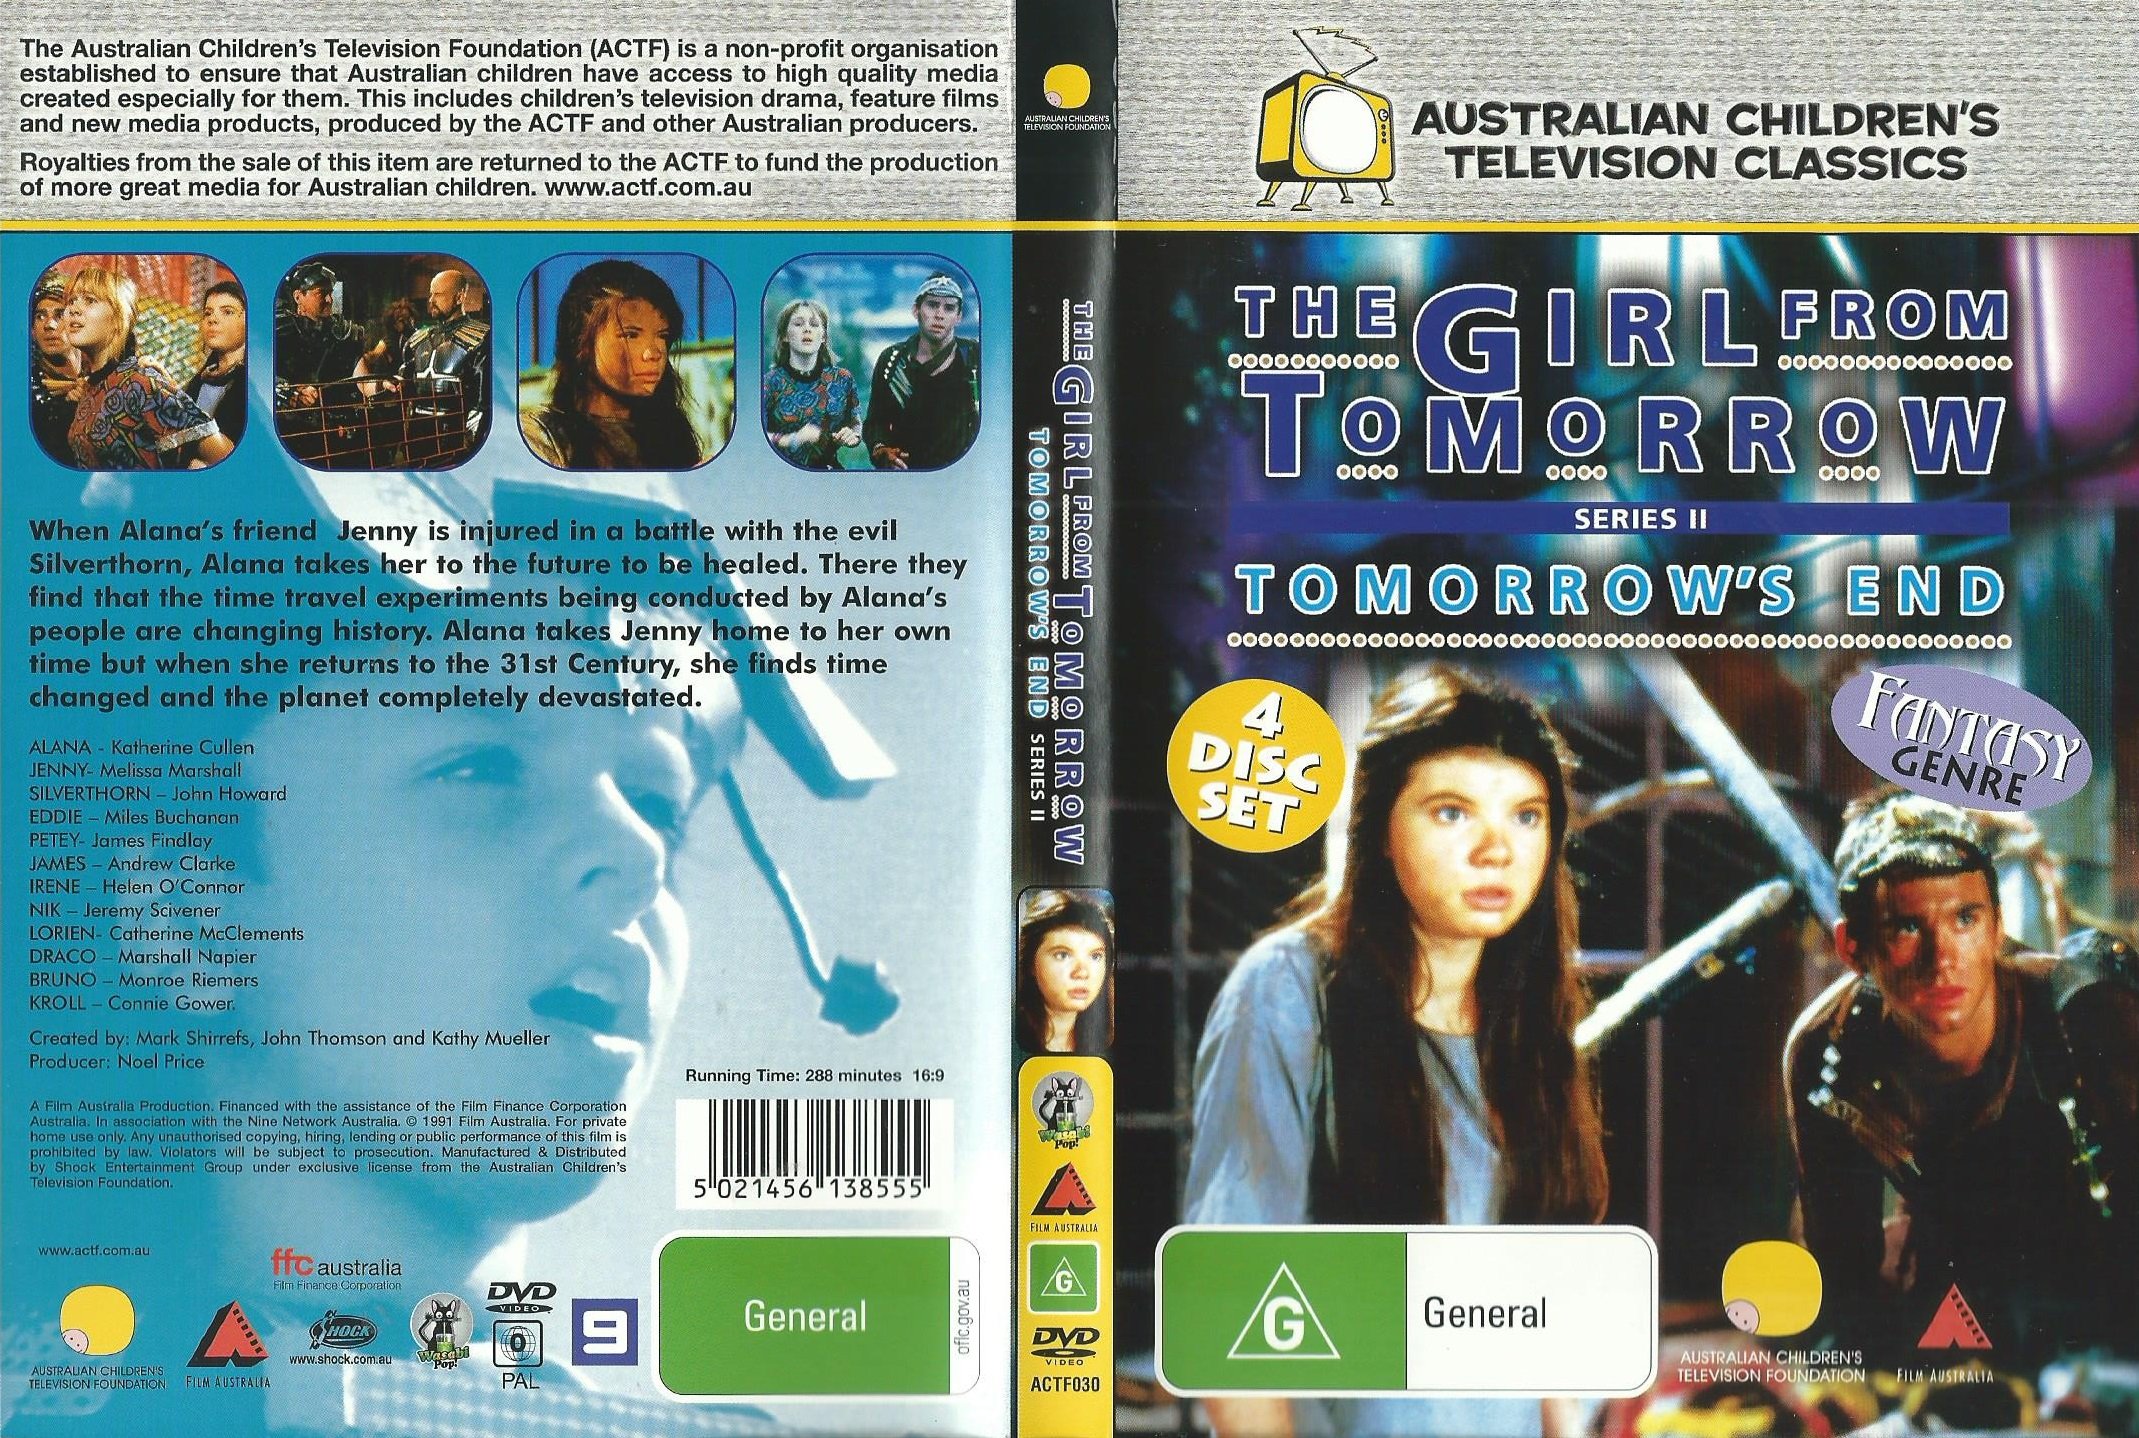 The Australian Children's Television Foundation (ACTF) is a non-profit organisation
established to ensure that Australian children have access to high quality media
created especially for them. This includes children's television drama, feature films
and new media products, produced by the ACTF and other Australian producers.
Royalties from the sale of this item are returned to the ACTF to fund the production
of more great media for Australian children. www.actf.com.au
When Alana's friend Jenny is injured in a battle with the evil
Silverthorn, Alana takes her to the future to be healed. There they
find that the time travel experiments being conducted by Alana's
people are changing history. Alana takes Jenny home to her own
time but when she returns to the 31st Century, she finds time
changed and the planet completely devastated.
ALANA - Katherine Cullen
JENNY- Melissa Marshall
SILVERTHORN – John Howard
EDDIE – Miles Buchanan
PETEY- James Findlay
JAMES – Andrew Clarke
IRENE – Helen O'Connor
NIK – Jeremy Scivener
LORIEN- Catherine McClements
DRACO – Marshall Napier
BRUNO – Monroe Riemers
KROLL – Connie Gower.
Created by: Mark Shirrefs, John Thomson and Kathy Mueller
Producer: Noel Price
Running Time: 288 minutes 16:9
A Film Australia Production. Financed with the assistance of the Film Finance Corporation
Australia. In association with the Nine Network Australia. © 1991 Film Australia. For private
home use only. Any unauthorised copying, hiring, lending or public performance of this film is
prohibited by law. Violators will be subject to prosecution. Manufactured & Distributed
by Shock Entertainment Group under exclusive license from the Australian Children's
Television Foundation.
5 021456 138555
www.actf.com.au
ffc australia
Film Finance Corporation
AUSTRALIAN CHILDREN'S
TELEVISION FOUNDATION
FILM AUSTRALIA
SHOCK
www.shock.com.au
Wasabi
Pop!
DVD
VIDEO
0
PAL
9
General
oflc.gov.au
AUSTRALIAN CHILDREN'S
TELEVISION FOUNDATION
THE GIRL FROM TOMORROW
TOMORROW'S END SERIES II
Wasabi
Pop!
FILM AUSTRALIA
G
DVD
VIDEO
ACTF030
AUSTRALIAN CHILDREN'S
TELEVISION CLASSICS
THE GIRL FROM
TOMORROW
SERIES II
TOMORROW'S END
4
DISC
SET
FANTASY
GENRE
G
General
AUSTRALIAN CHILDREN'S
TELEVISION FOUNDATION
FILM AUSTRALIA